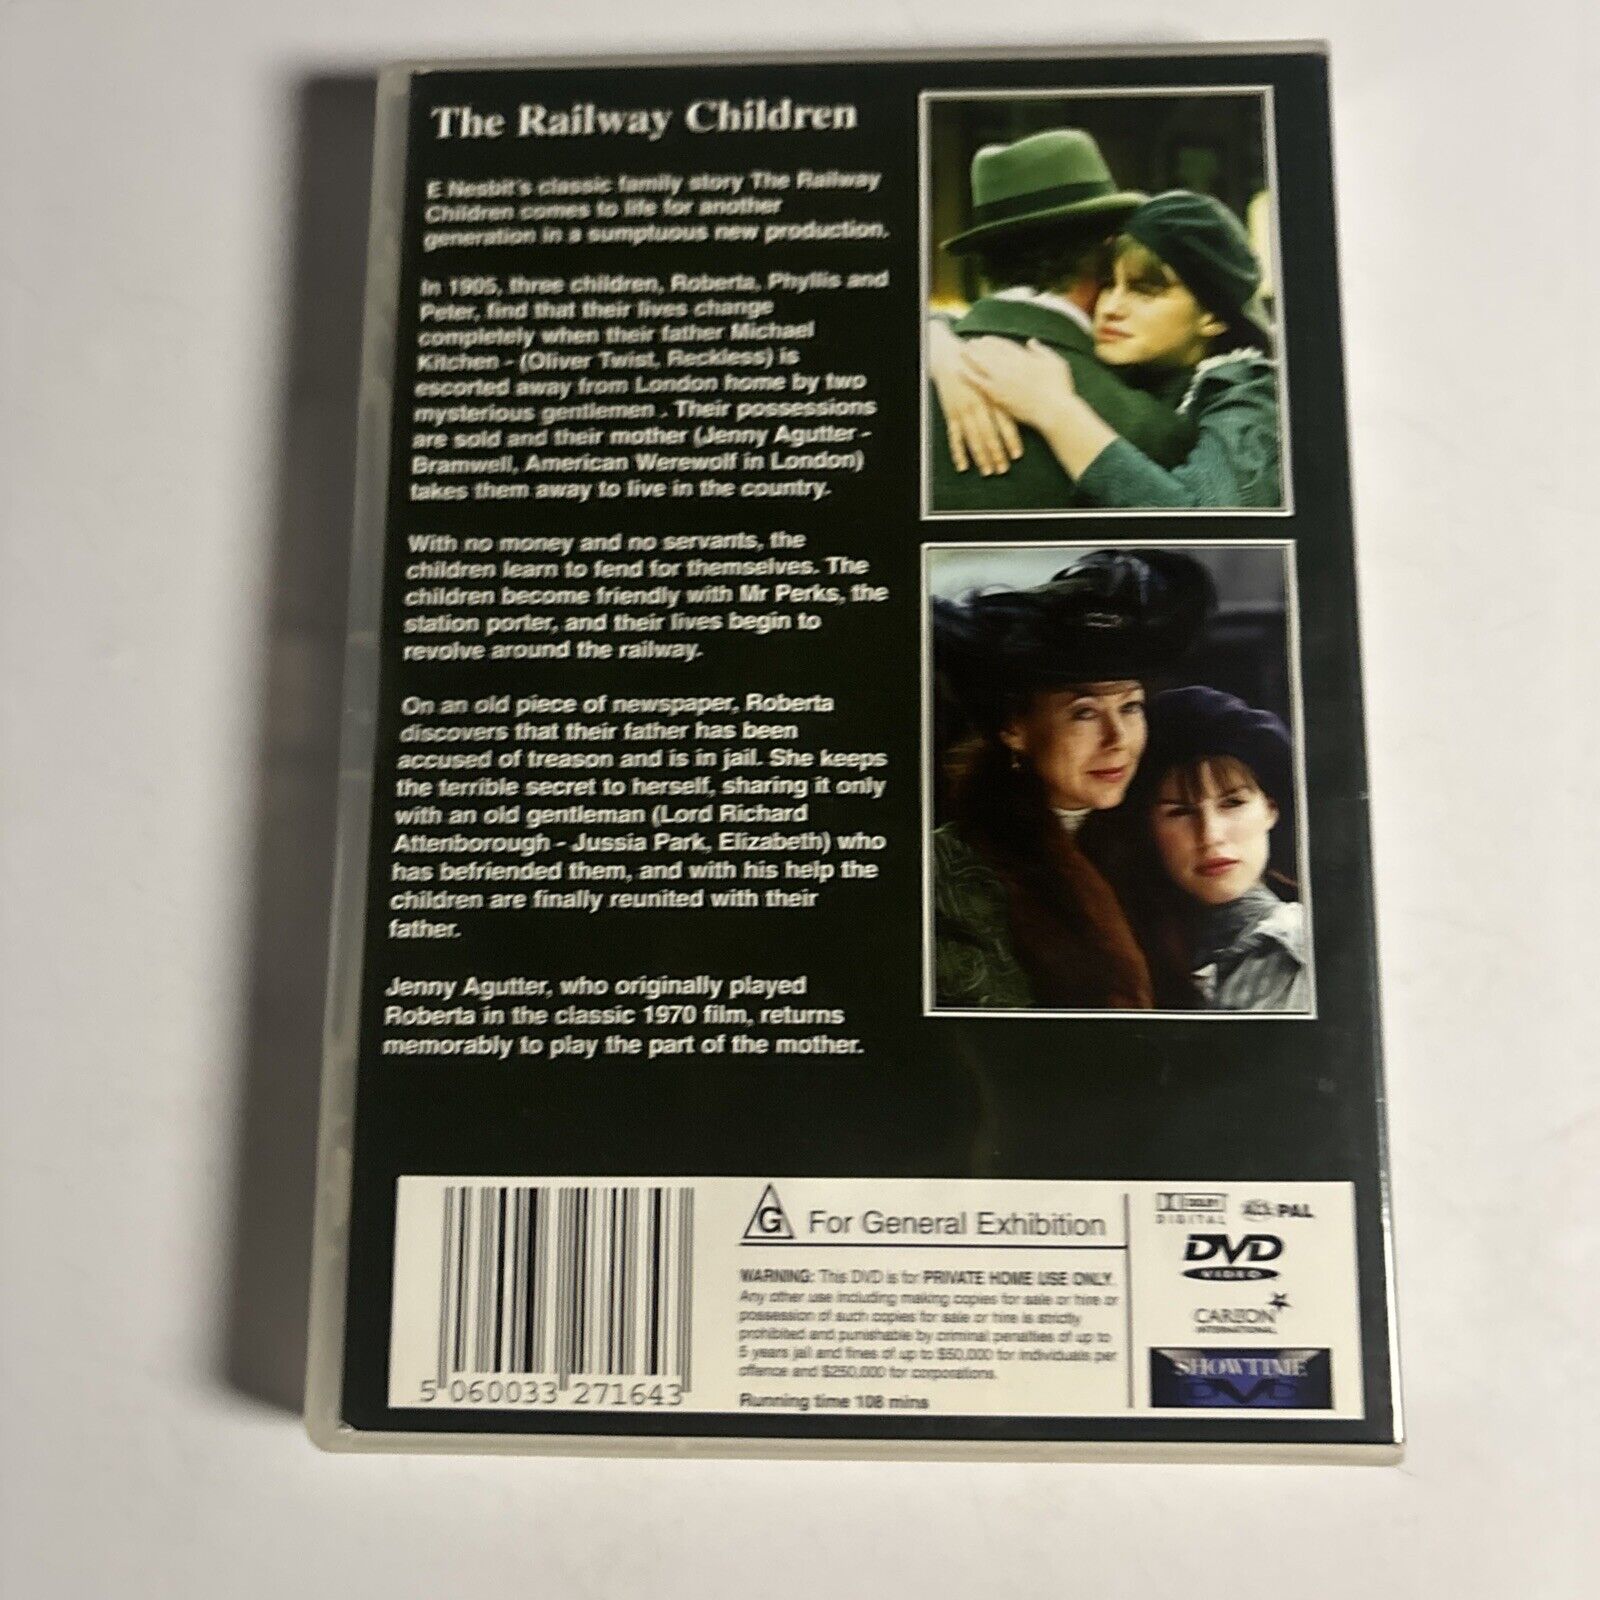 The Railway Children
E Nesbit's classic family story The Railway
Children comes to life for another
generation in a sumptuous new production.
In 1905, three children, Roberta, Phyllis and
Peter, find that their lives change
completely when their father Michael
Kitchen - (Oliver Twist, Reckless) is
escorted away from London home by two
mysterious gentlemen . Their possessions
are sold and their mother (Jenny Agutter -
Bramwell, American Werewolf in London)
takes them away to live in the country.
With no money and no servants, the
children learn to fend for themselves. The
children become friendly with Mr Perks, the
station porter, and their lives begin to
revolve around the railway.
On an old piece of newspaper, Roberta
discovers that their father has been
accused of treason and is in jail. She keeps
the terrible secret to herself, sharing it only
with an old gentleman (Lord Richard
Attenborough - Jussia Park, Elizabeth) who
has befriended them, and with his help the
children are finally reunited with their
father.
Jenny Agutter, who originally played
Roberta in the classic 1970 film, returns
memorably to play the part of the mother.
5 060033 271643
G For General Exhibition
WARNING: This DVD is for PRIVATE HOME USE ONLY.
Any other use including making copies for sale or hire or
possession of such copies for sale or hire is strictly
prohibited and punishable by criminal penalties of up to
5 years jail and fines of up to $50,000 for individuals per
offence and $250,000 for corporations.
Running time 108 mins
DOLBY
DIGITAL
PAL
DVD
VIDEO
CARLTON
INTERNATIONAL
SHOWTIME
DVD